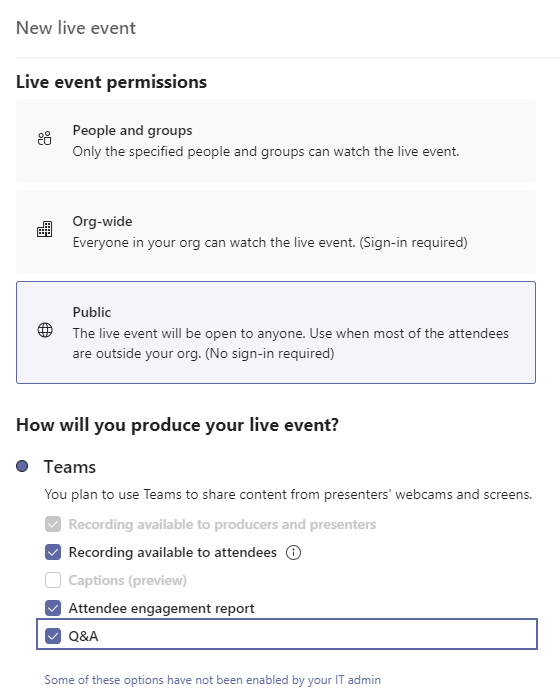 New live event
Live event permissions
People and groups
Only the specified people and groups can watch the live event.
Org-wide
Everyone in your org can watch the live event. (Sign-in required)
Public
The live event will be open to anyone. Use when most of the attendees
are outside your org. (No sign-in required)
How will you produce your live event?
Teams
You plan to use Teams to share content from presenters' webcams and screens.
Recording available to producers and presenters
Recording available to attendees
Captions (preview)
Attendee engagement report
Q&A
Some of these options have not been enabled by your IT admin